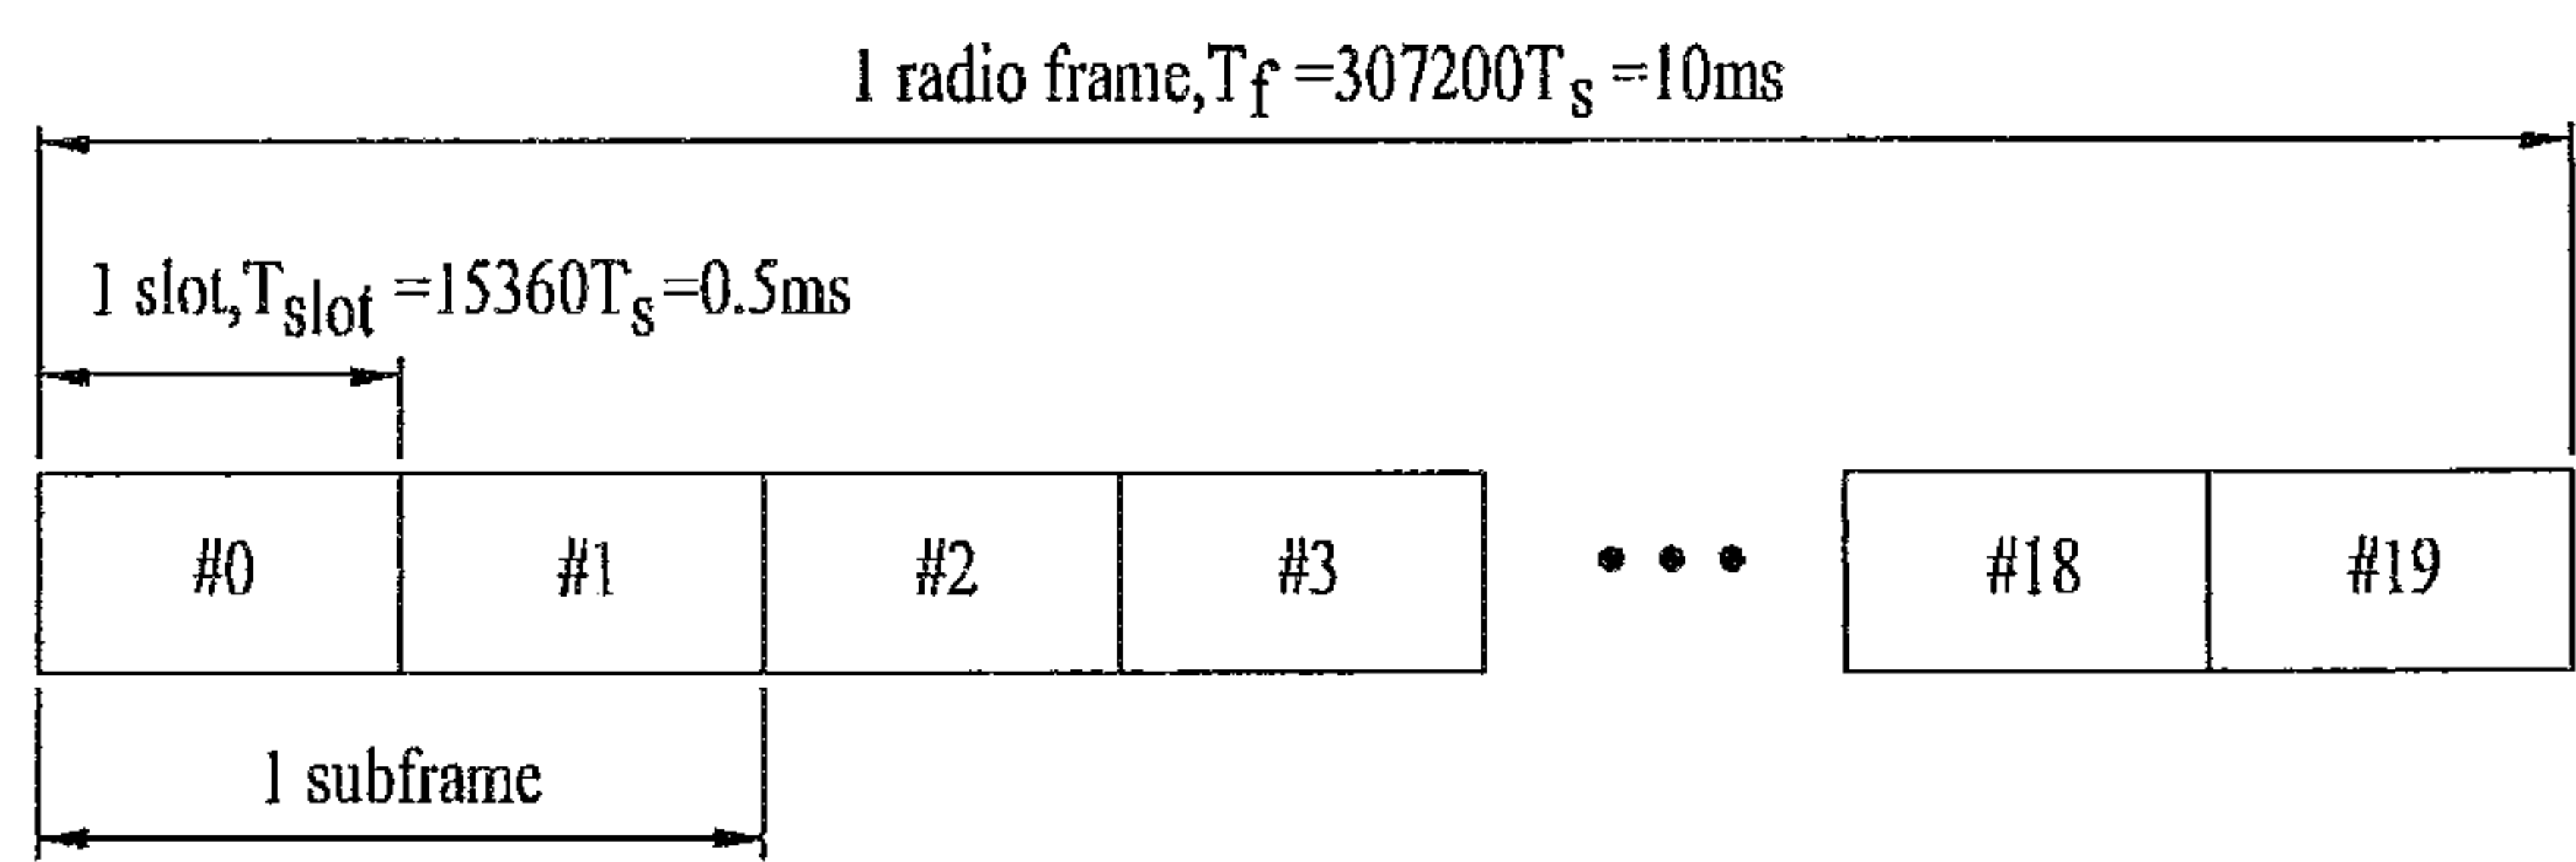 1 radio frame,Tf =307200Ts =10ms
1 slot,Tslot =15360Ts=0.5ms
#0 #1 #2 #3 • • • #18 #19
1 subframe